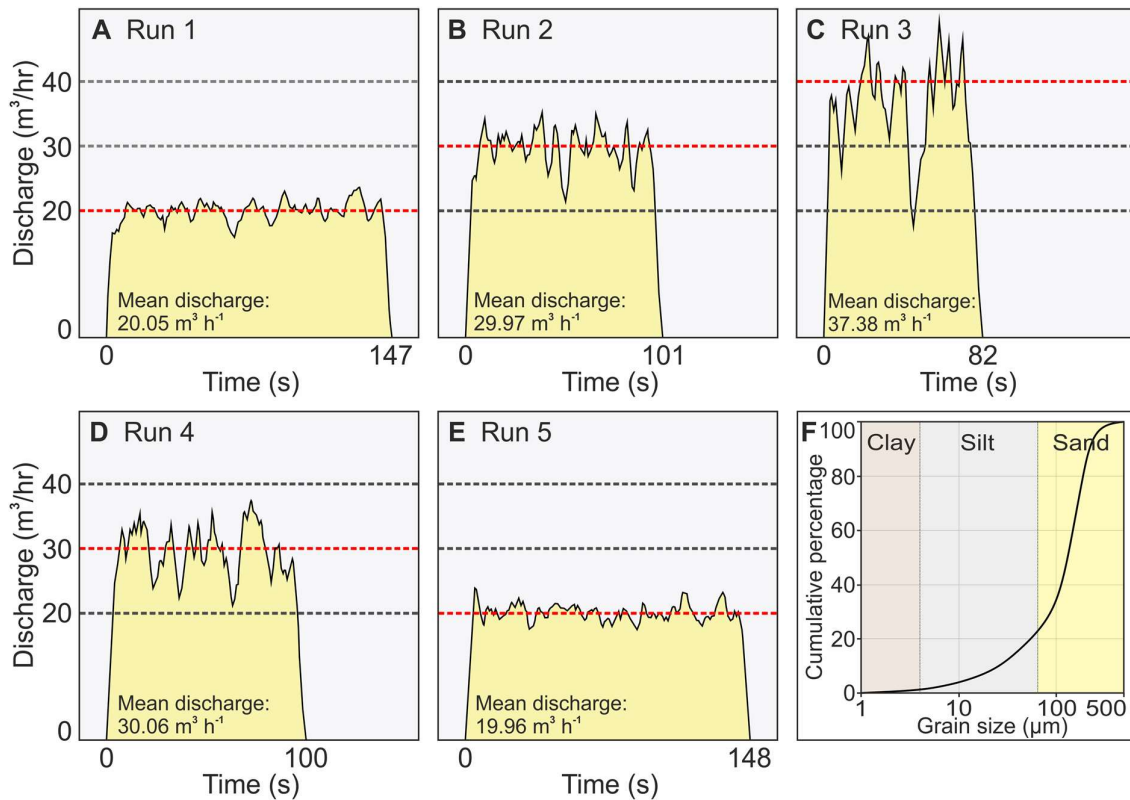 A Run 1
Discharge (m³/hr)
40
30
20
0
Mean discharge:
20.05 m³ h⁻¹
0
147
Time (s)
B Run 2
Mean discharge:
29.97 m³ h⁻¹
0
101
Time (s)
C Run 3
Mean discharge:
37.38 m³ h⁻¹
0
82
Time (s)
D Run 4
Discharge (m³/hr)
40
30
20
0
Mean discharge:
30.06 m³ h⁻¹
0
100
Time (s)
E Run 5
Mean discharge:
19.96 m³ h⁻¹
0
148
Time (s)
F
Clay
Silt
Sand
Cumulative percentage
100
80
60
40
20
0
1
10
100
500
Grain size (μm)